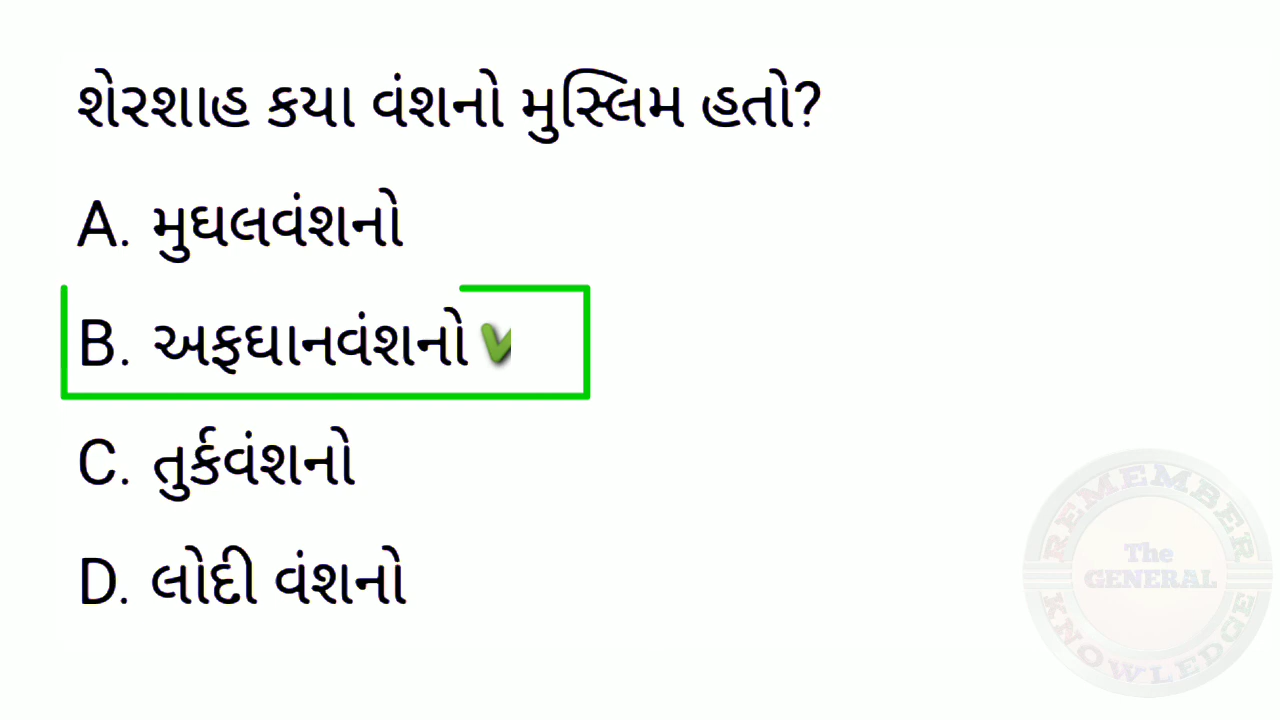 શેરશાહ કયા વંશનો મુસ્લિમ હતો?
A. મુઘલવંશનો
B. અફઘાનવંશનો ✔
C. તુર્કવંશનો
D. લોદી વંશનો
REMEMBER
The
GENERAL
KNOWLEDGE